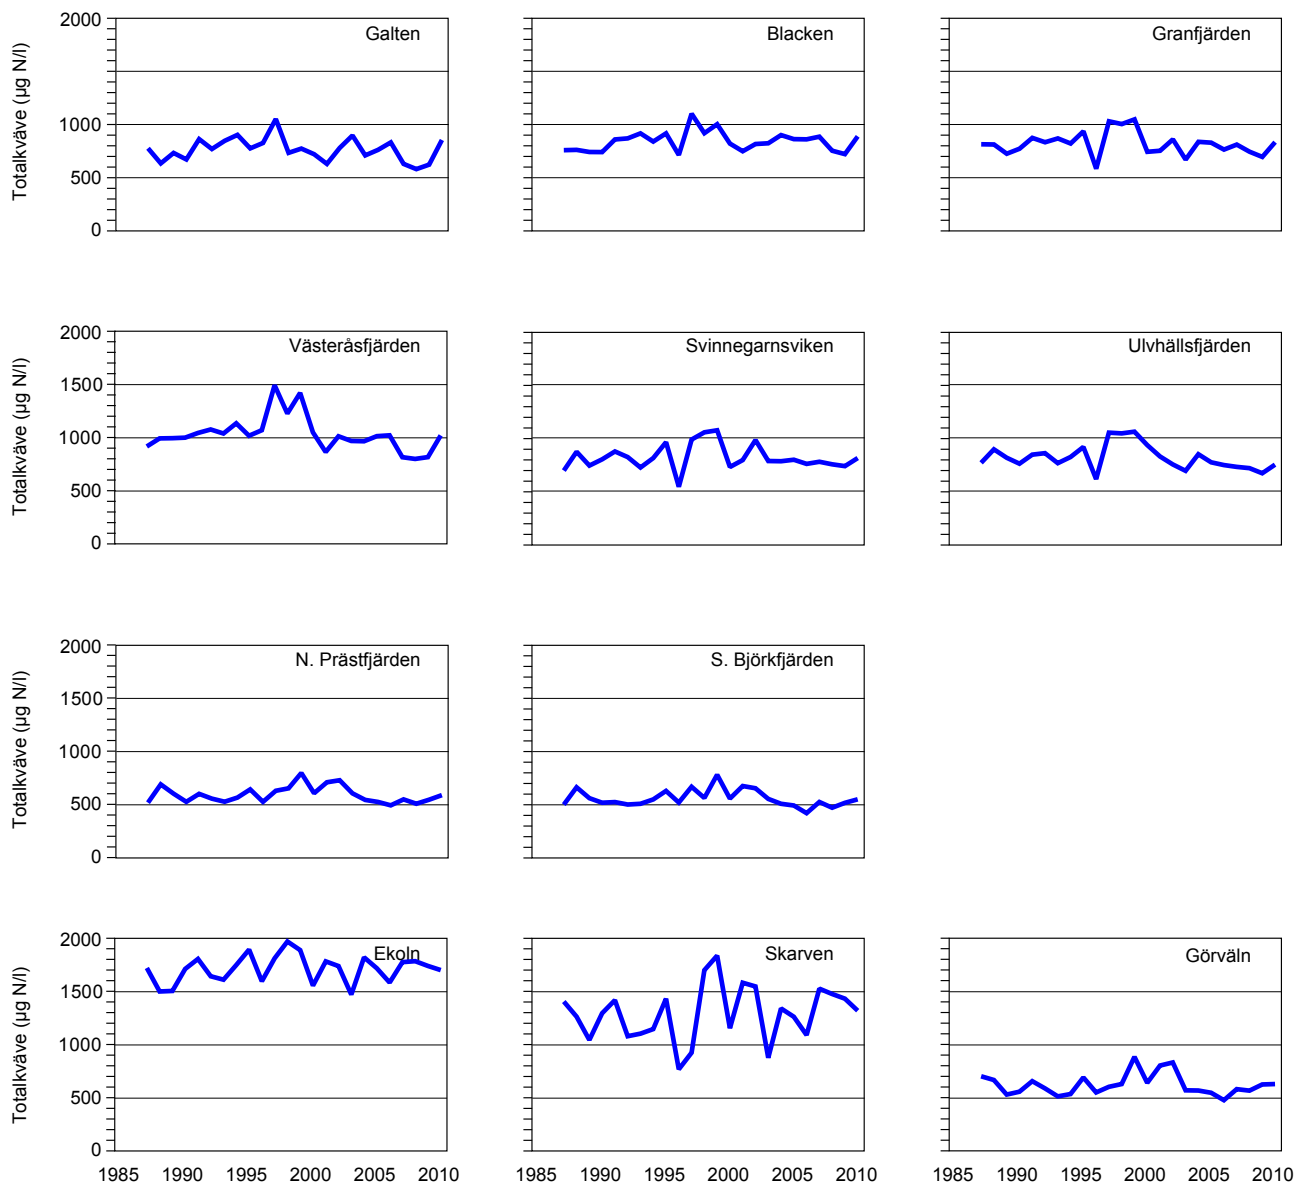 Galten
Blacken
Granfjärden
Totalkväve (µg N/l)
2000
1000
500
0
Västeråsfjärden
Svinnegarnsviken
Ulvhällsfjärden
Totalkväve (µg N/l)
2000
1500
1000
500
0
N. Prästfjärden
S. Björkfjärden
Totalkväve (µg N/l)
2000
1500
1000
500
0
Ekoln
Skarven
Görväln
Totalkväve (µg N/l)
2000
1500
1000
500
0
1985 1990 1995 2000 2005 2010
1985 1990 1995 2000 2005 2010
1985 1990 1995 2000 2005 2010